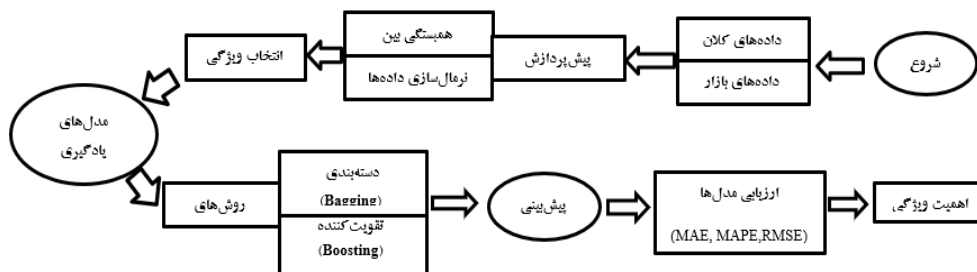 شروع
داده‌های کلان
داده‌های بازار
پیش‌پردازش
همبستگی بین
نرمال‌سازی داده‌ها
انتخاب ویژگی
مدل‌های
یادگیری
روش‌های
دسته‌بندی
(Bagging)
تقویت‌کننده
(Boosting)
پیش‌بینی
ارزیابی مدل‌ها
(MAE, MAPE,RMSE)
اهمیت ویژگی